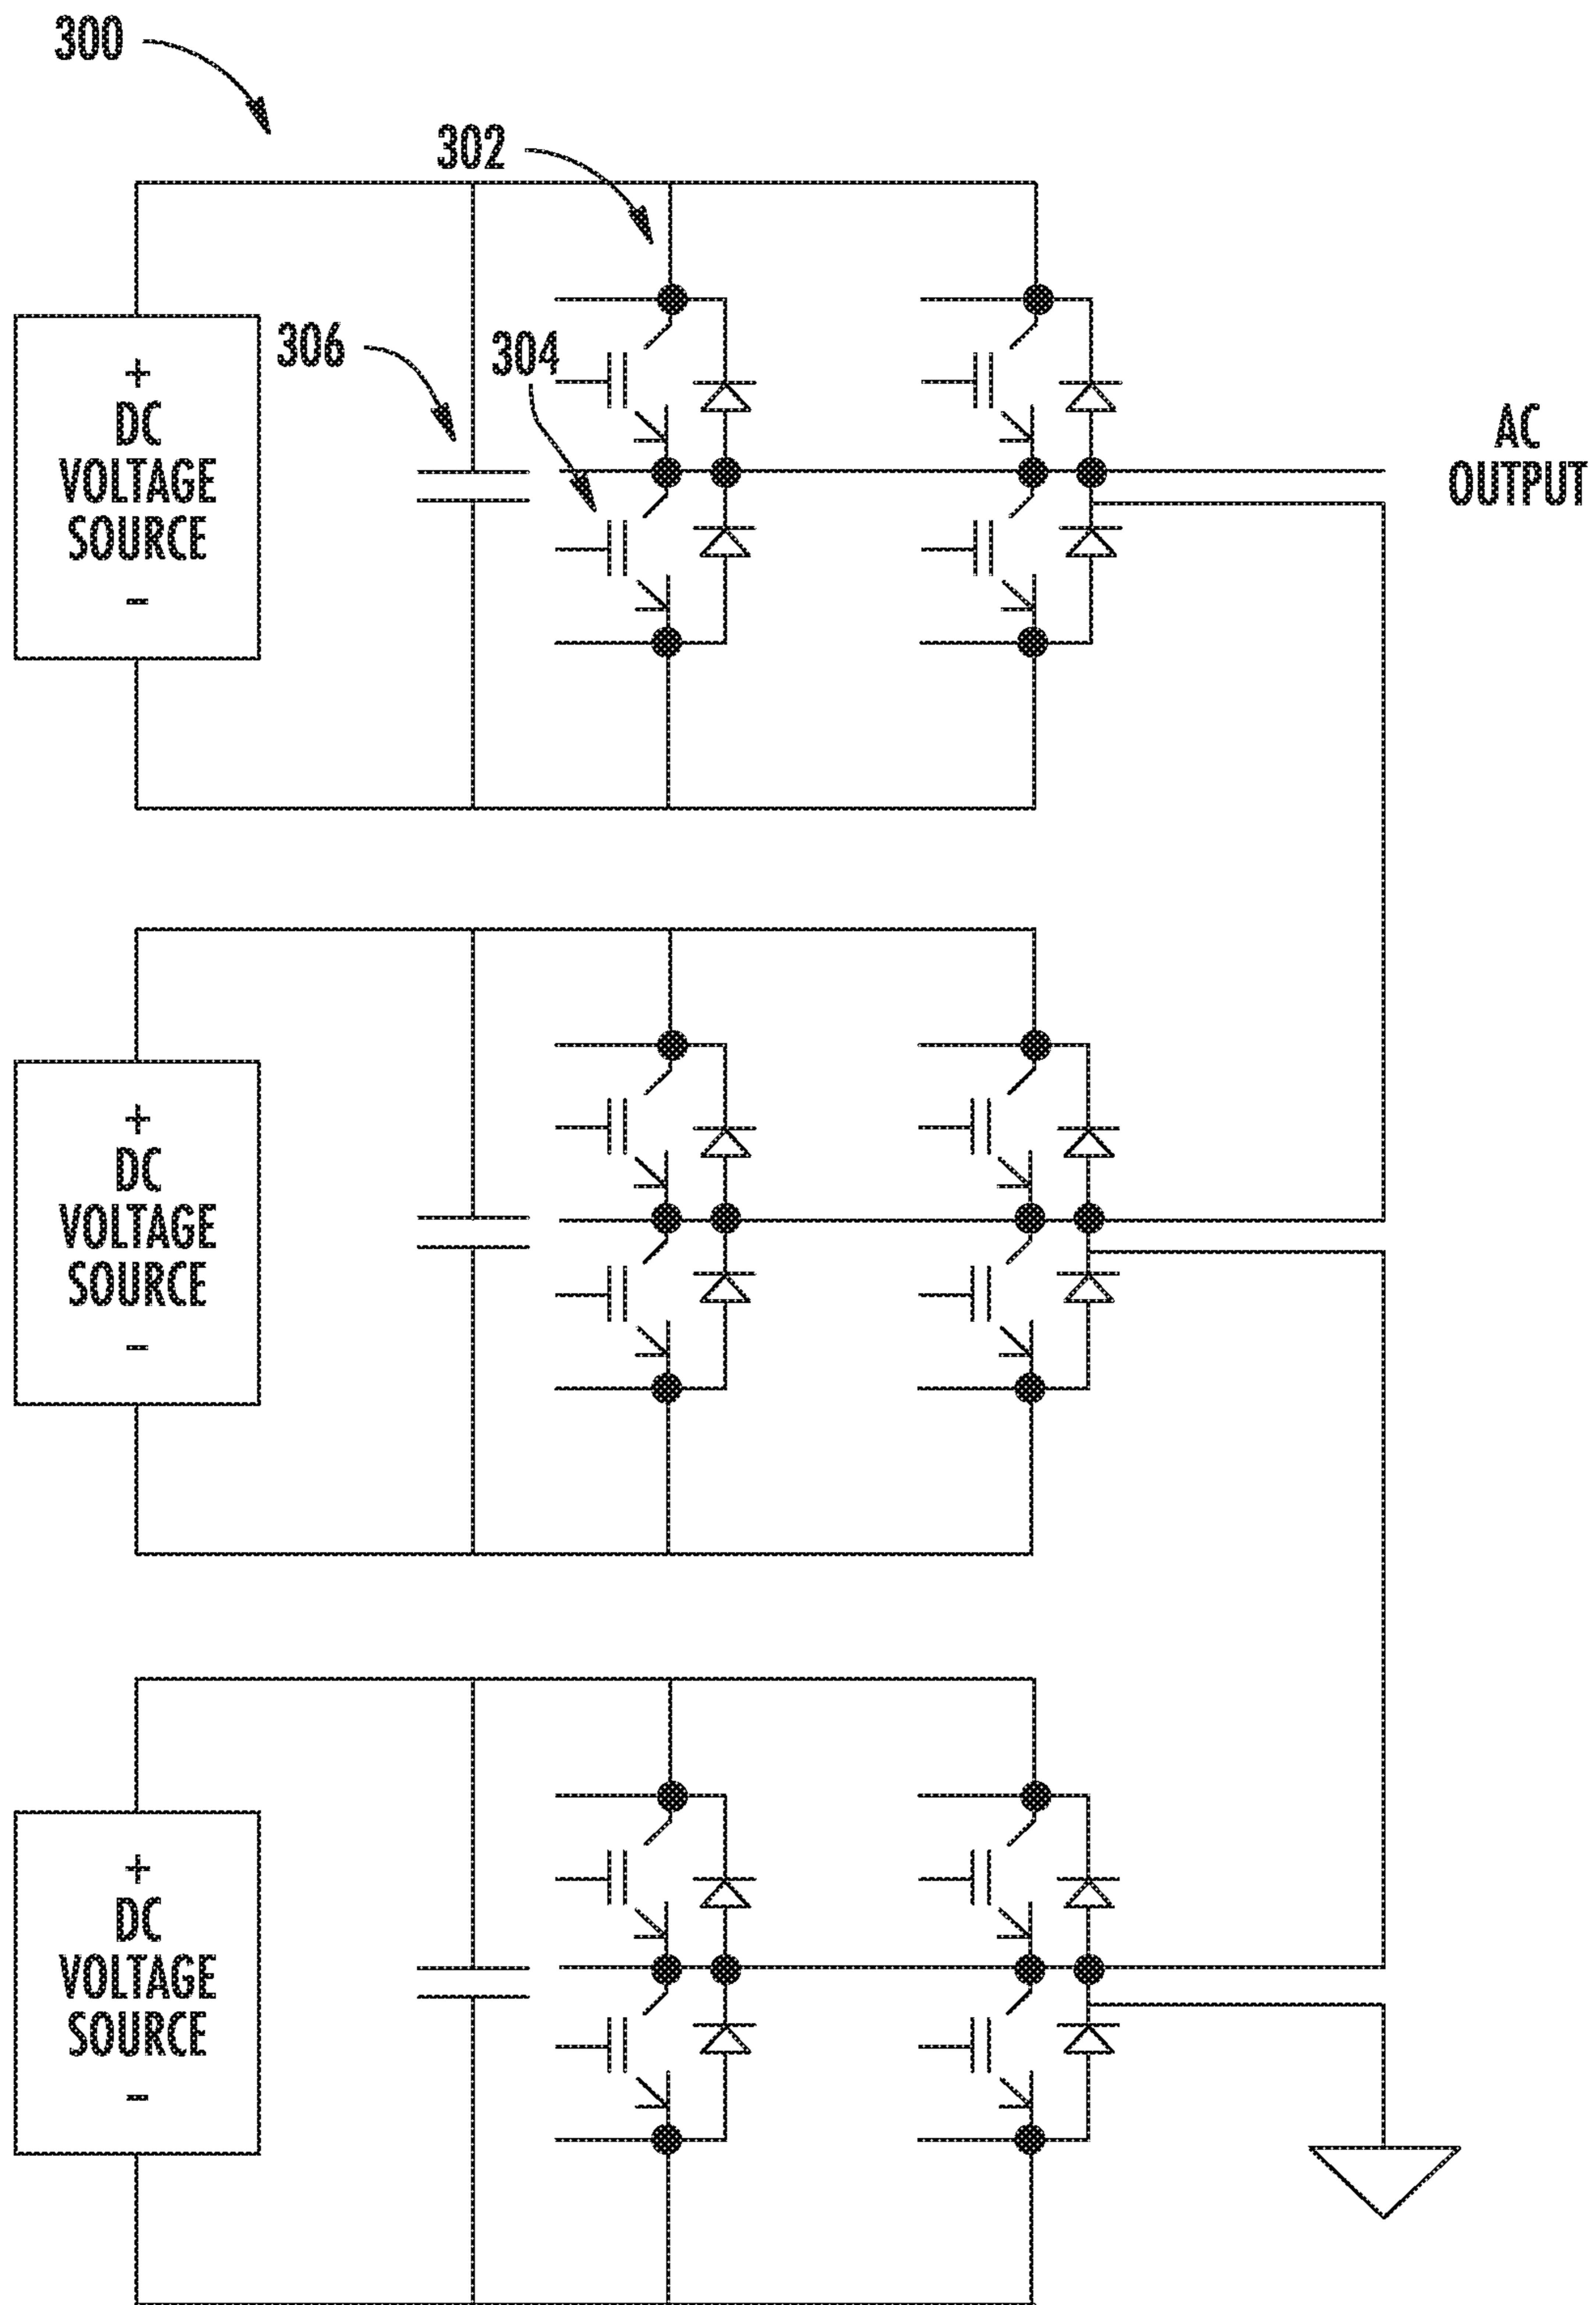 300
302
306
304
+
DC
VOLTAGE
SOURCE
–
AC
OUTPUT
+
DC
VOLTAGE
SOURCE
–
+
DC
VOLTAGE
SOURCE
–